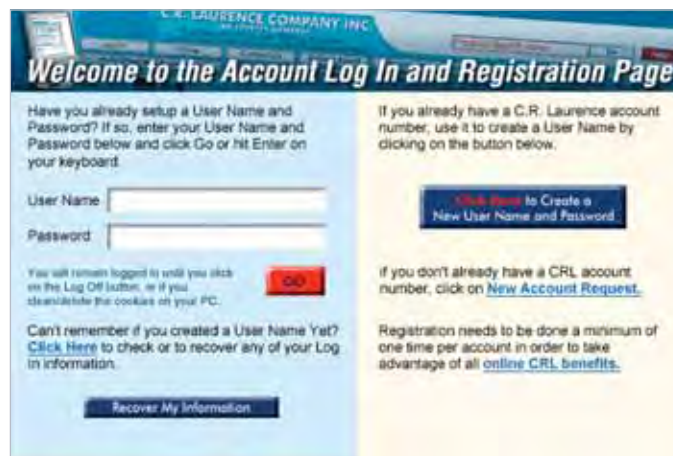 C.R. LAURENCE COMPANY INC
Welcome to the Account Log In and Registration Page
Have you already setup a User Name and
Password? If so, enter your User Name and
Password below and click Go or hit Enter on
your keyboard.
User Name
Password
You will remain logged in until you click
on the Log Off button, or if you
clean/delete the cookies on your PC.
GO
Can't remember if you created a User Name Yet?
Click Here to check or to recover any of your Log
In information.
Recover My Information
If you already have a C.R. Laurence account
number, use it to create a User Name by
clicking on the button below.
Click Here to Create a
New User Name and Password
if you don't already have a CRL account
number, click on New Account Request.
Registration needs to be done a minimum of
one time per account in order to take
advantage of all online CRL benefits.